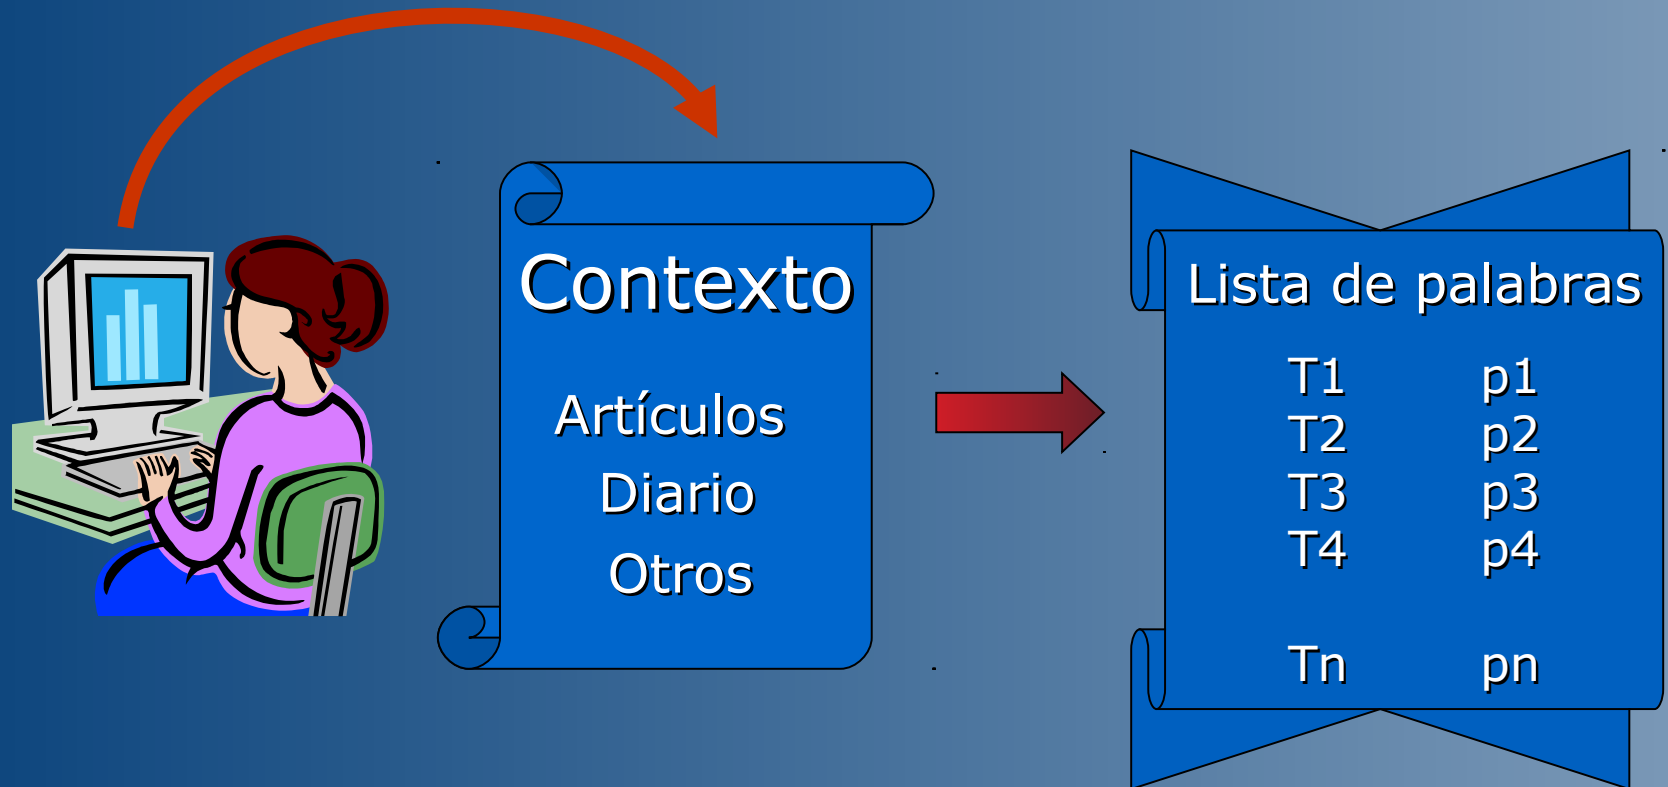 Contexto
Artículos
Diario
Otros
Lista de palabras
T1 p1
T2 p2
T3 p3
T4 p4
Tn pn